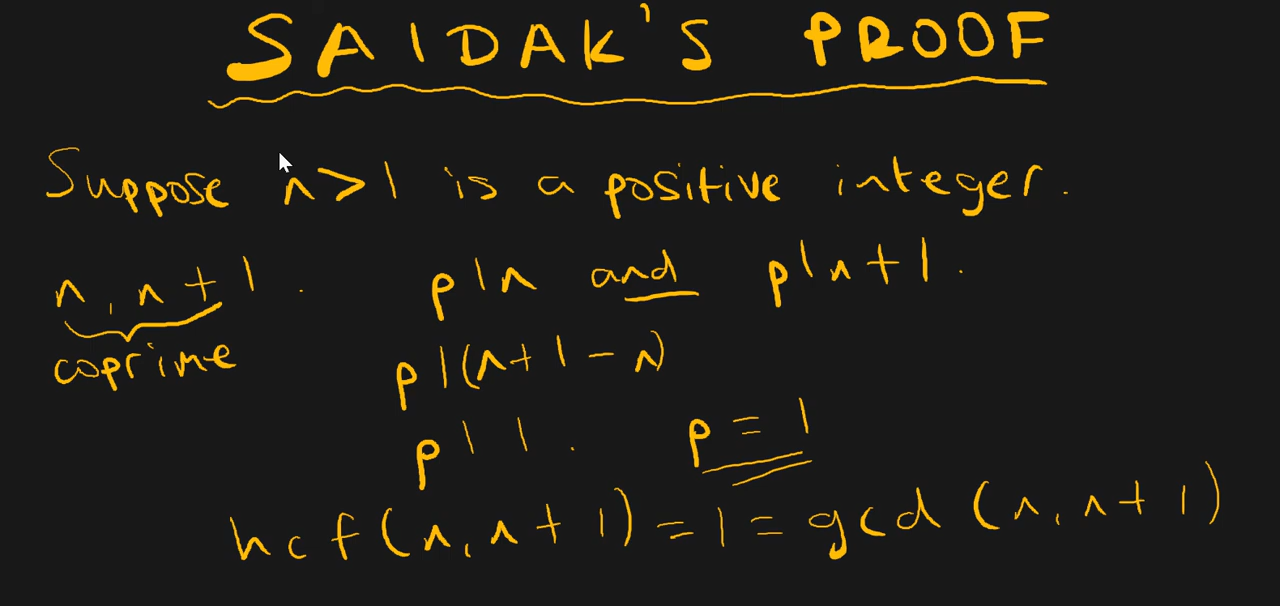 SAIDAK'S PROOF
Suppose n>1 is a positive integer.
n, n+1. p|n and p|n+1.
coprime p|(n+1-n)
p|1. p=1
hcf(n, n+1)=1=gcd(n, n+1)